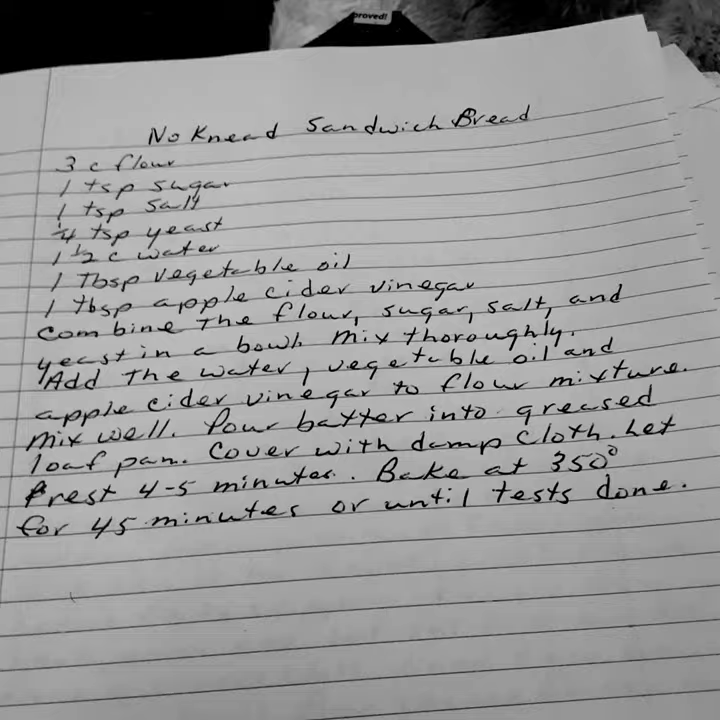 proved!
No Knead Sandwich Bread
3 c flour
1 tsp sugar
1 tsp salt
1/4 tsp yeast
1 1/2 c water
1 Tbsp vegetable oil
1 tbsp apple cider vinegar
Combine the flour, sugar, salt, and
yeast in a bowl. Mix thoroughly.
Add the water, vegetable oil and
apple cider vinegar to flour mixture.
Mix well. Pour batter into greased
loaf pan. Cover with damp cloth. Let
rest 4-5 minutes. Bake at 350°
for 45 minutes or until tests done.